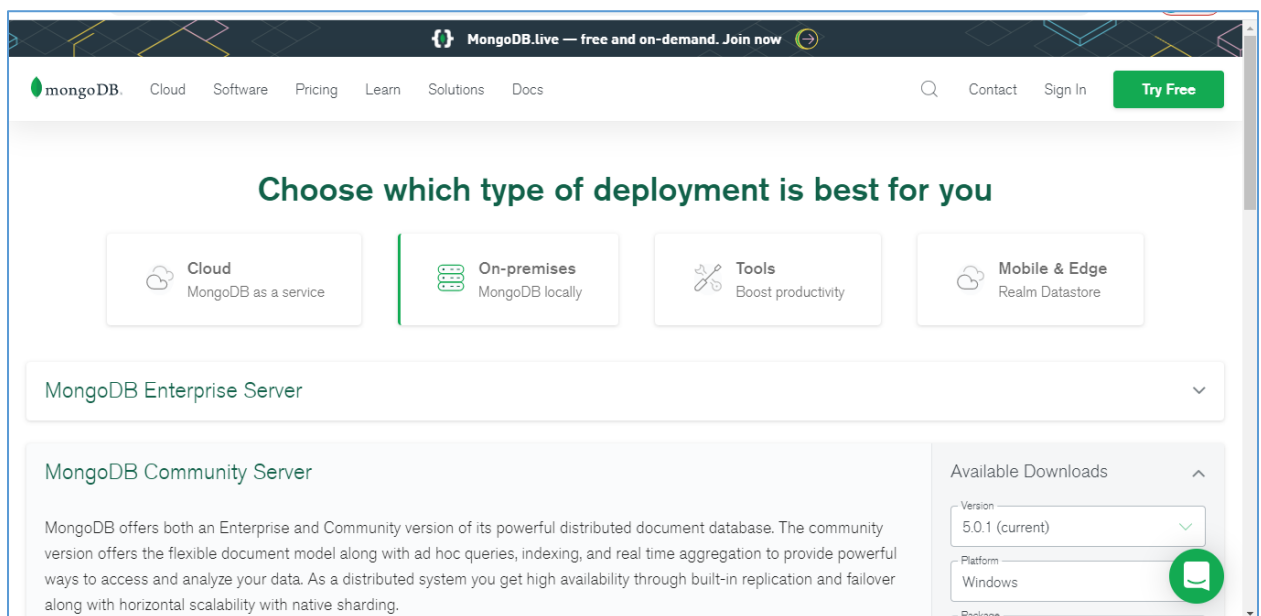 MongoDB.live — free and on-demand. Join now
mongoDB. Cloud Software Pricing Learn Solutions Docs Contact Sign In Try Free
Choose which type of deployment is best for you
Cloud
MongoDB as a service
On-premises
MongoDB locally
Tools
Boost productivity
Mobile & Edge
Realm Datastore
MongoDB Enterprise Server
MongoDB Community Server
MongoDB offers both an Enterprise and Community version of its powerful distributed document database. The community
version offers the flexible document model along with ad hoc queries, indexing, and real time aggregation to provide powerful
ways to access and analyze your data. As a distributed system you get high availability through built-in replication and failover
along with horizontal scalability with native sharding.
Available Downloads
Version
5.0.1 (current)
Platform
Windows
Package